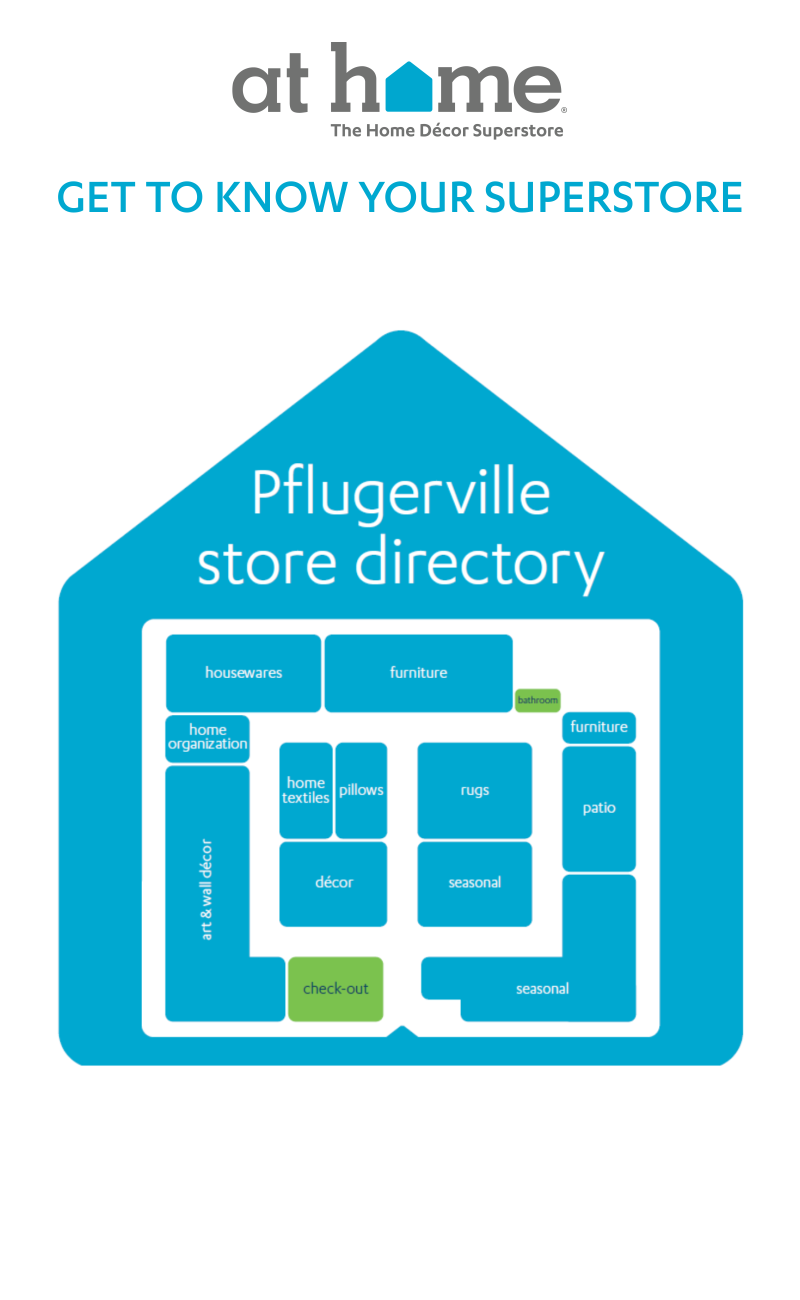 at home®
The Home Décor Superstore
GET TO KNOW YOUR SUPERSTORE
Pflugerville
store directory
housewares
furniture
bathroom
home
organization
furniture
home
textiles
pillows
rugs
patio
art & wall décor
décor
seasonal
check-out
seasonal